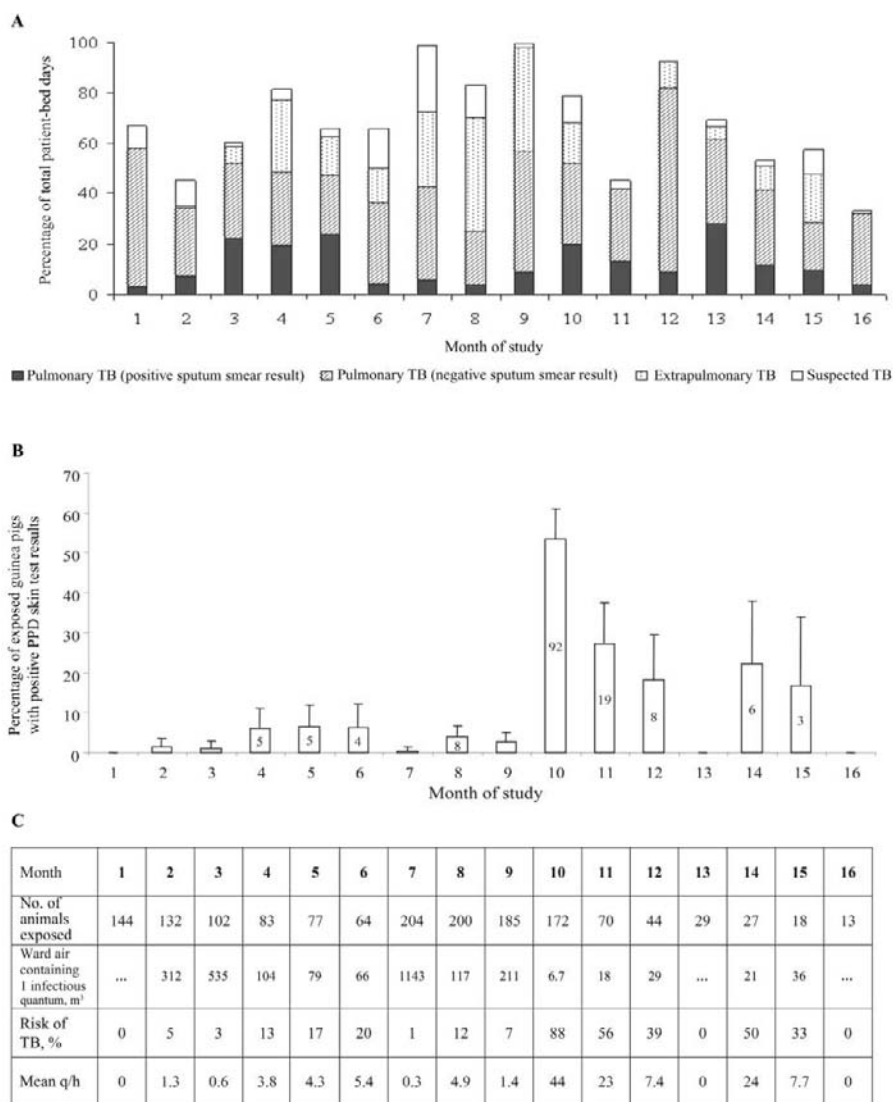 A
Percentage of total patient-bed days
100
80
60
40
20
0
1 2 3 4 5 6 7 8 9 10 11 12 13 14 15 16
Month of study
Pulmonary TB (positive sputum smear result) Pulmonary TB (negative sputum smear result) Extrapulmonary TB Suspected TB
B
Percentage of exposed guinea pigs
with positive PPD skin test results
70
60
50
40
30
20
10
0
5 5 4 8 92 19 8 6 3
1 2 3 4 5 6 7 8 9 10 11 12 13 14 15 16
Month of study
C
Month 1 2 3 4 5 6 7 8 9 10 11 12 13 14 15 16
No. of
animals
exposed
144 132 102 83 77 64 204 200 185 172 70 44 29 27 18 13
Ward air
containing
1 infectious
quantum, m³
... 312 535 104 79 66 1143 117 211 6.7 18 29 ... 21 36 ...
Risk of
TB, %
0 5 3 13 17 20 1 12 7 88 56 39 0 50 33 0
Mean q/h 0 1.3 0.6 3.8 4.3 5.4 0.3 4.9 1.4 44 23 7.4 0 24 7.7 0